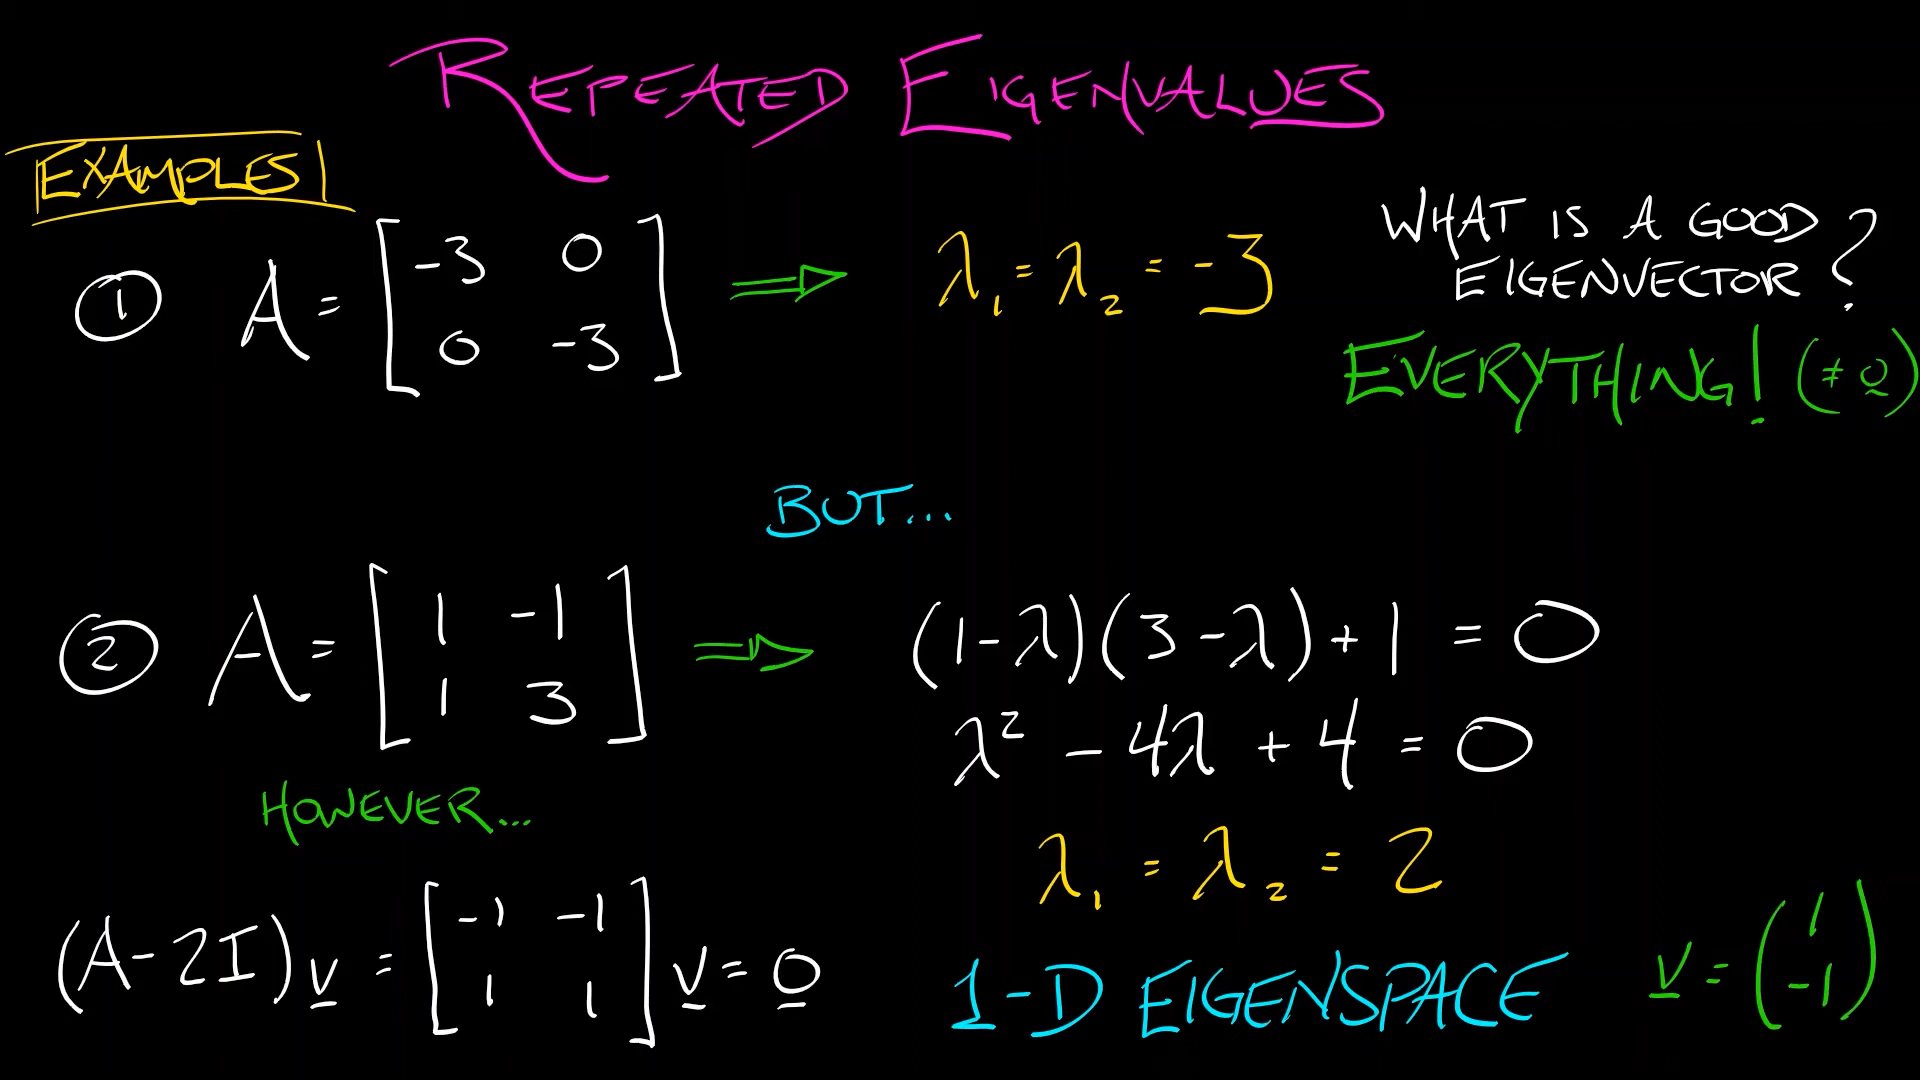 REPEATED EIGENVALUES
EXAMPLES
① A = [ -3 0 ; 0 -3 ] ⟹ λ₁ = λ₂ = -3
WHAT IS A GOOD
EIGENVECTOR?
EVERYTHING! (≠ 0̲)
BUT...
② A = [ 1 -1 ; 1 3 ] ⟹ (1-λ)(3-λ) + 1 = 0
λ² - 4λ + 4 = 0
λ₁ = λ₂ = 2
HOWEVER...
(A-2I)v̲ = [ -1 -1 ; 1 1 ] v̲ = 0̲
1-D EIGENSPACE
v̲ = ( 1 ; -1 )